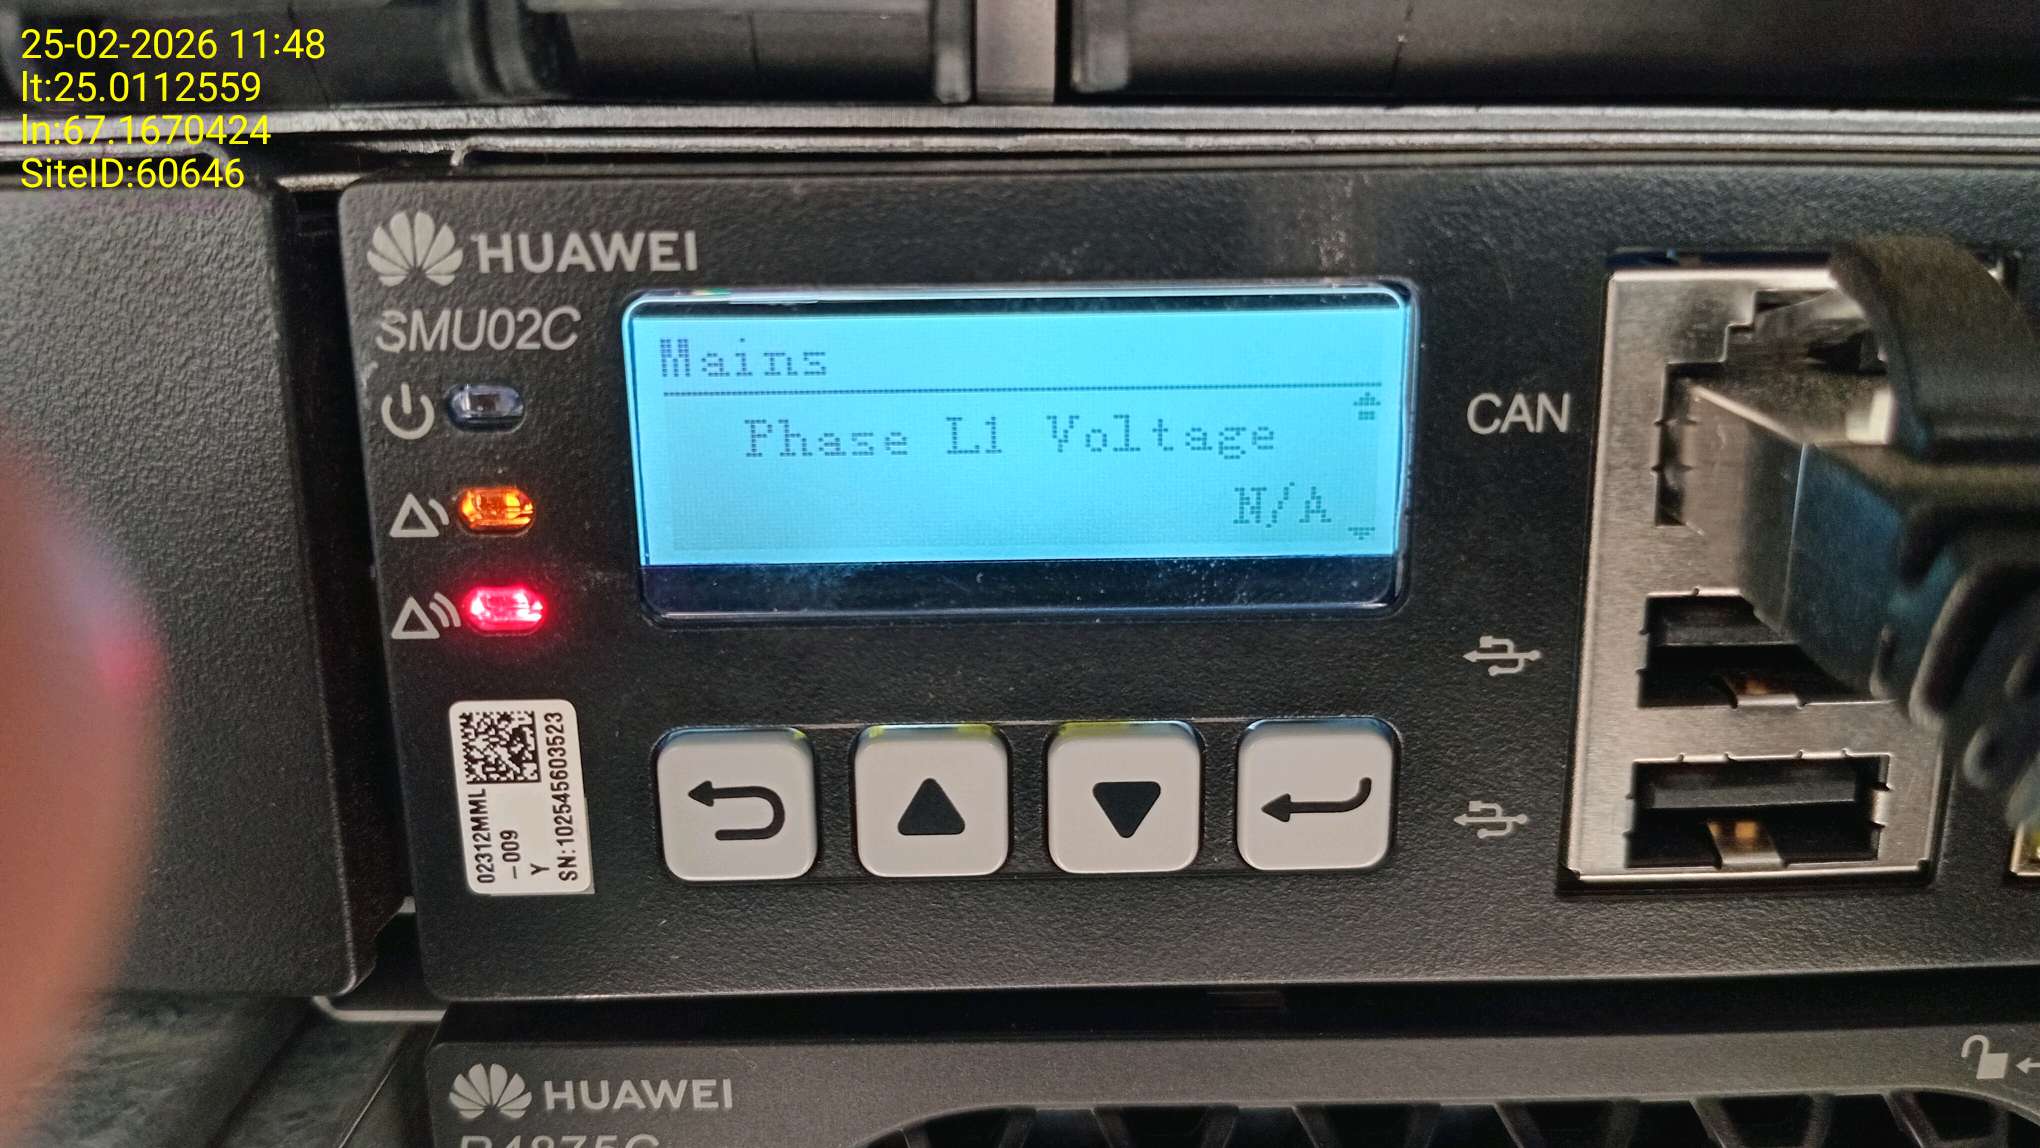 25-02-2026 11:48
lt:25.0112559
ln:67.1670424
SiteID:60646
HUAWEI
SMU02C
Mains
Phase L1 Voltage
N/A
CAN
02312MML
-009
Y
SN:102545603523
HUAWEI
R4875G